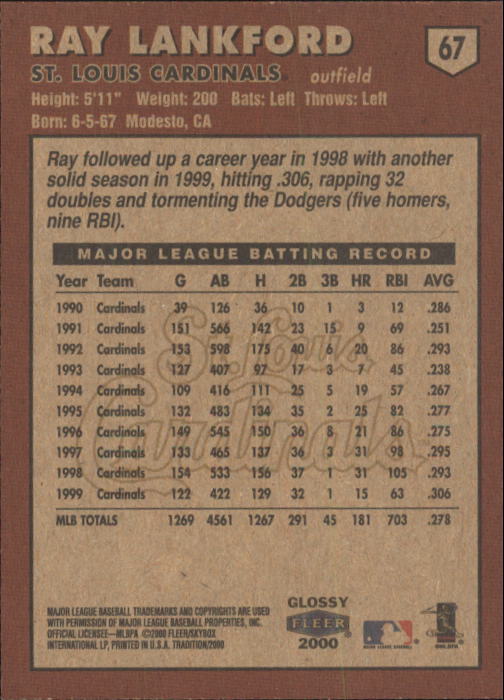 RAY LANKFORD
67
ST. LOUIS CARDINALS outfield
Height: 5'11" Weight: 200 Bats: Left Throws: Left
Born: 6-5-67 Modesto, CA
Ray followed up a career year in 1998 with another
solid season in 1999, hitting .306, rapping 32
doubles and tormenting the Dodgers (five homers,
nine RBI).
MAJOR LEAGUE BATTING RECORD
Year Team G AB H 2B 3B HR RBI AVG
1990 Cardinals 39 126 36 10 1 3 12 .286
1991 Cardinals 151 566 142 23 15 9 69 .251
1992 Cardinals 153 598 175 40 6 20 86 .293
1993 Cardinals 127 407 97 17 3 7 45 .238
1994 Cardinals 109 416 111 25 5 19 57 .267
1995 Cardinals 132 483 134 35 2 25 82 .277
1996 Cardinals 149 545 150 36 8 21 86 .275
1997 Cardinals 133 465 137 36 3 31 98 .295
1998 Cardinals 154 533 156 37 1 31 105 .293
1999 Cardinals 122 422 129 32 1 15 63 .306
MLB TOTALS 1269 4561 1267 291 45 181 703 .278
St. Louis
Cardinals
MAJOR LEAGUE BASEBALL TRADEMARKS AND COPYRIGHTS ARE USED
WITH PERMISSION OF MAJOR LEAGUE BASEBALL PROPERTIES, INC.
OFFICIAL LICENSEE—MLBPA ©2000 FLEER/SKYBOX
INTERNATIONAL LP, PRINTED IN U.S.A. TRADITION/2000
GLOSSY
FLEER
2000
MAJOR LEAGUE BASEBALL